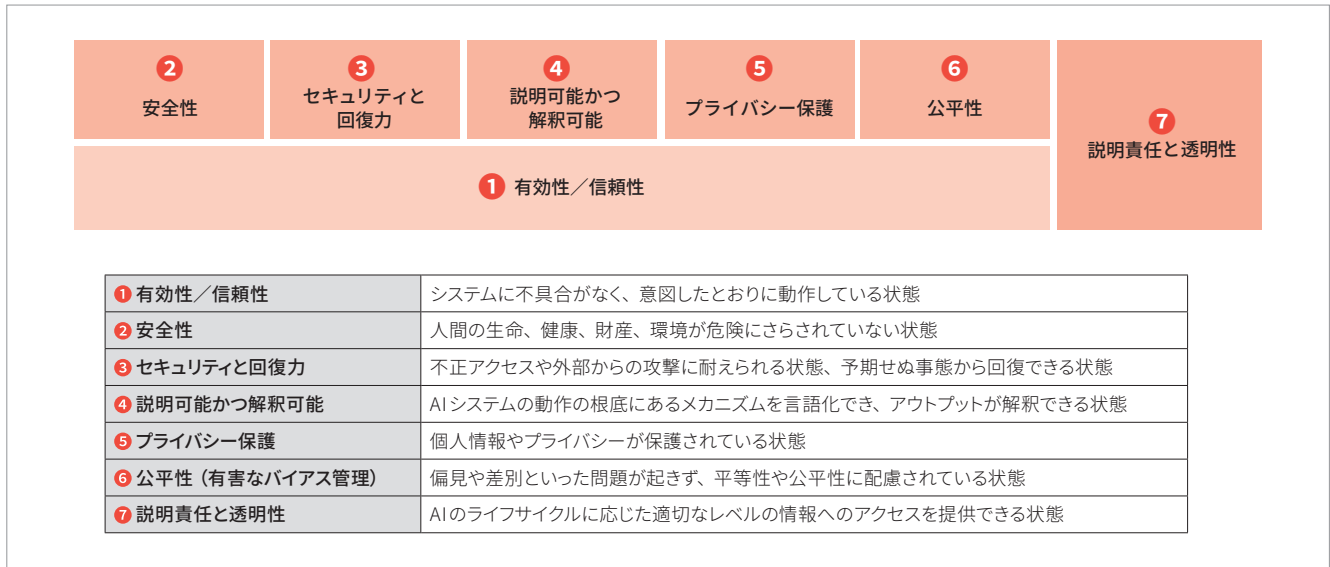 ❷
安全性
❸
セキュリティと
回復力
❹
説明可能かつ
解釈可能
❺
プライバシー保護
❻
公平性
❼
説明責任と透明性
❶ 有効性／信頼性
❶ 有効性／信頼性 システムに不具合がなく、意図したとおりに動作している状態
❷ 安全性 人間の生命、健康、財産、環境が危険にさらされていない状態
❸ セキュリティと回復力 不正アクセスや外部からの攻撃に耐えられる状態、予期せぬ事態から回復できる状態
❹ 説明可能かつ解釈可能 AIシステムの動作の根底にあるメカニズムを言語化でき、アウトプットが解釈できる状態
❺ プライバシー保護 個人情報やプライバシーが保護されている状態
❻ 公平性（有害なバイアス管理） 偏見や差別といった問題が起きず、平等性や公平性に配慮されている状態
❼ 説明責任と透明性 AIのライフサイクルに応じた適切なレベルの情報へのアクセスを提供できる状態